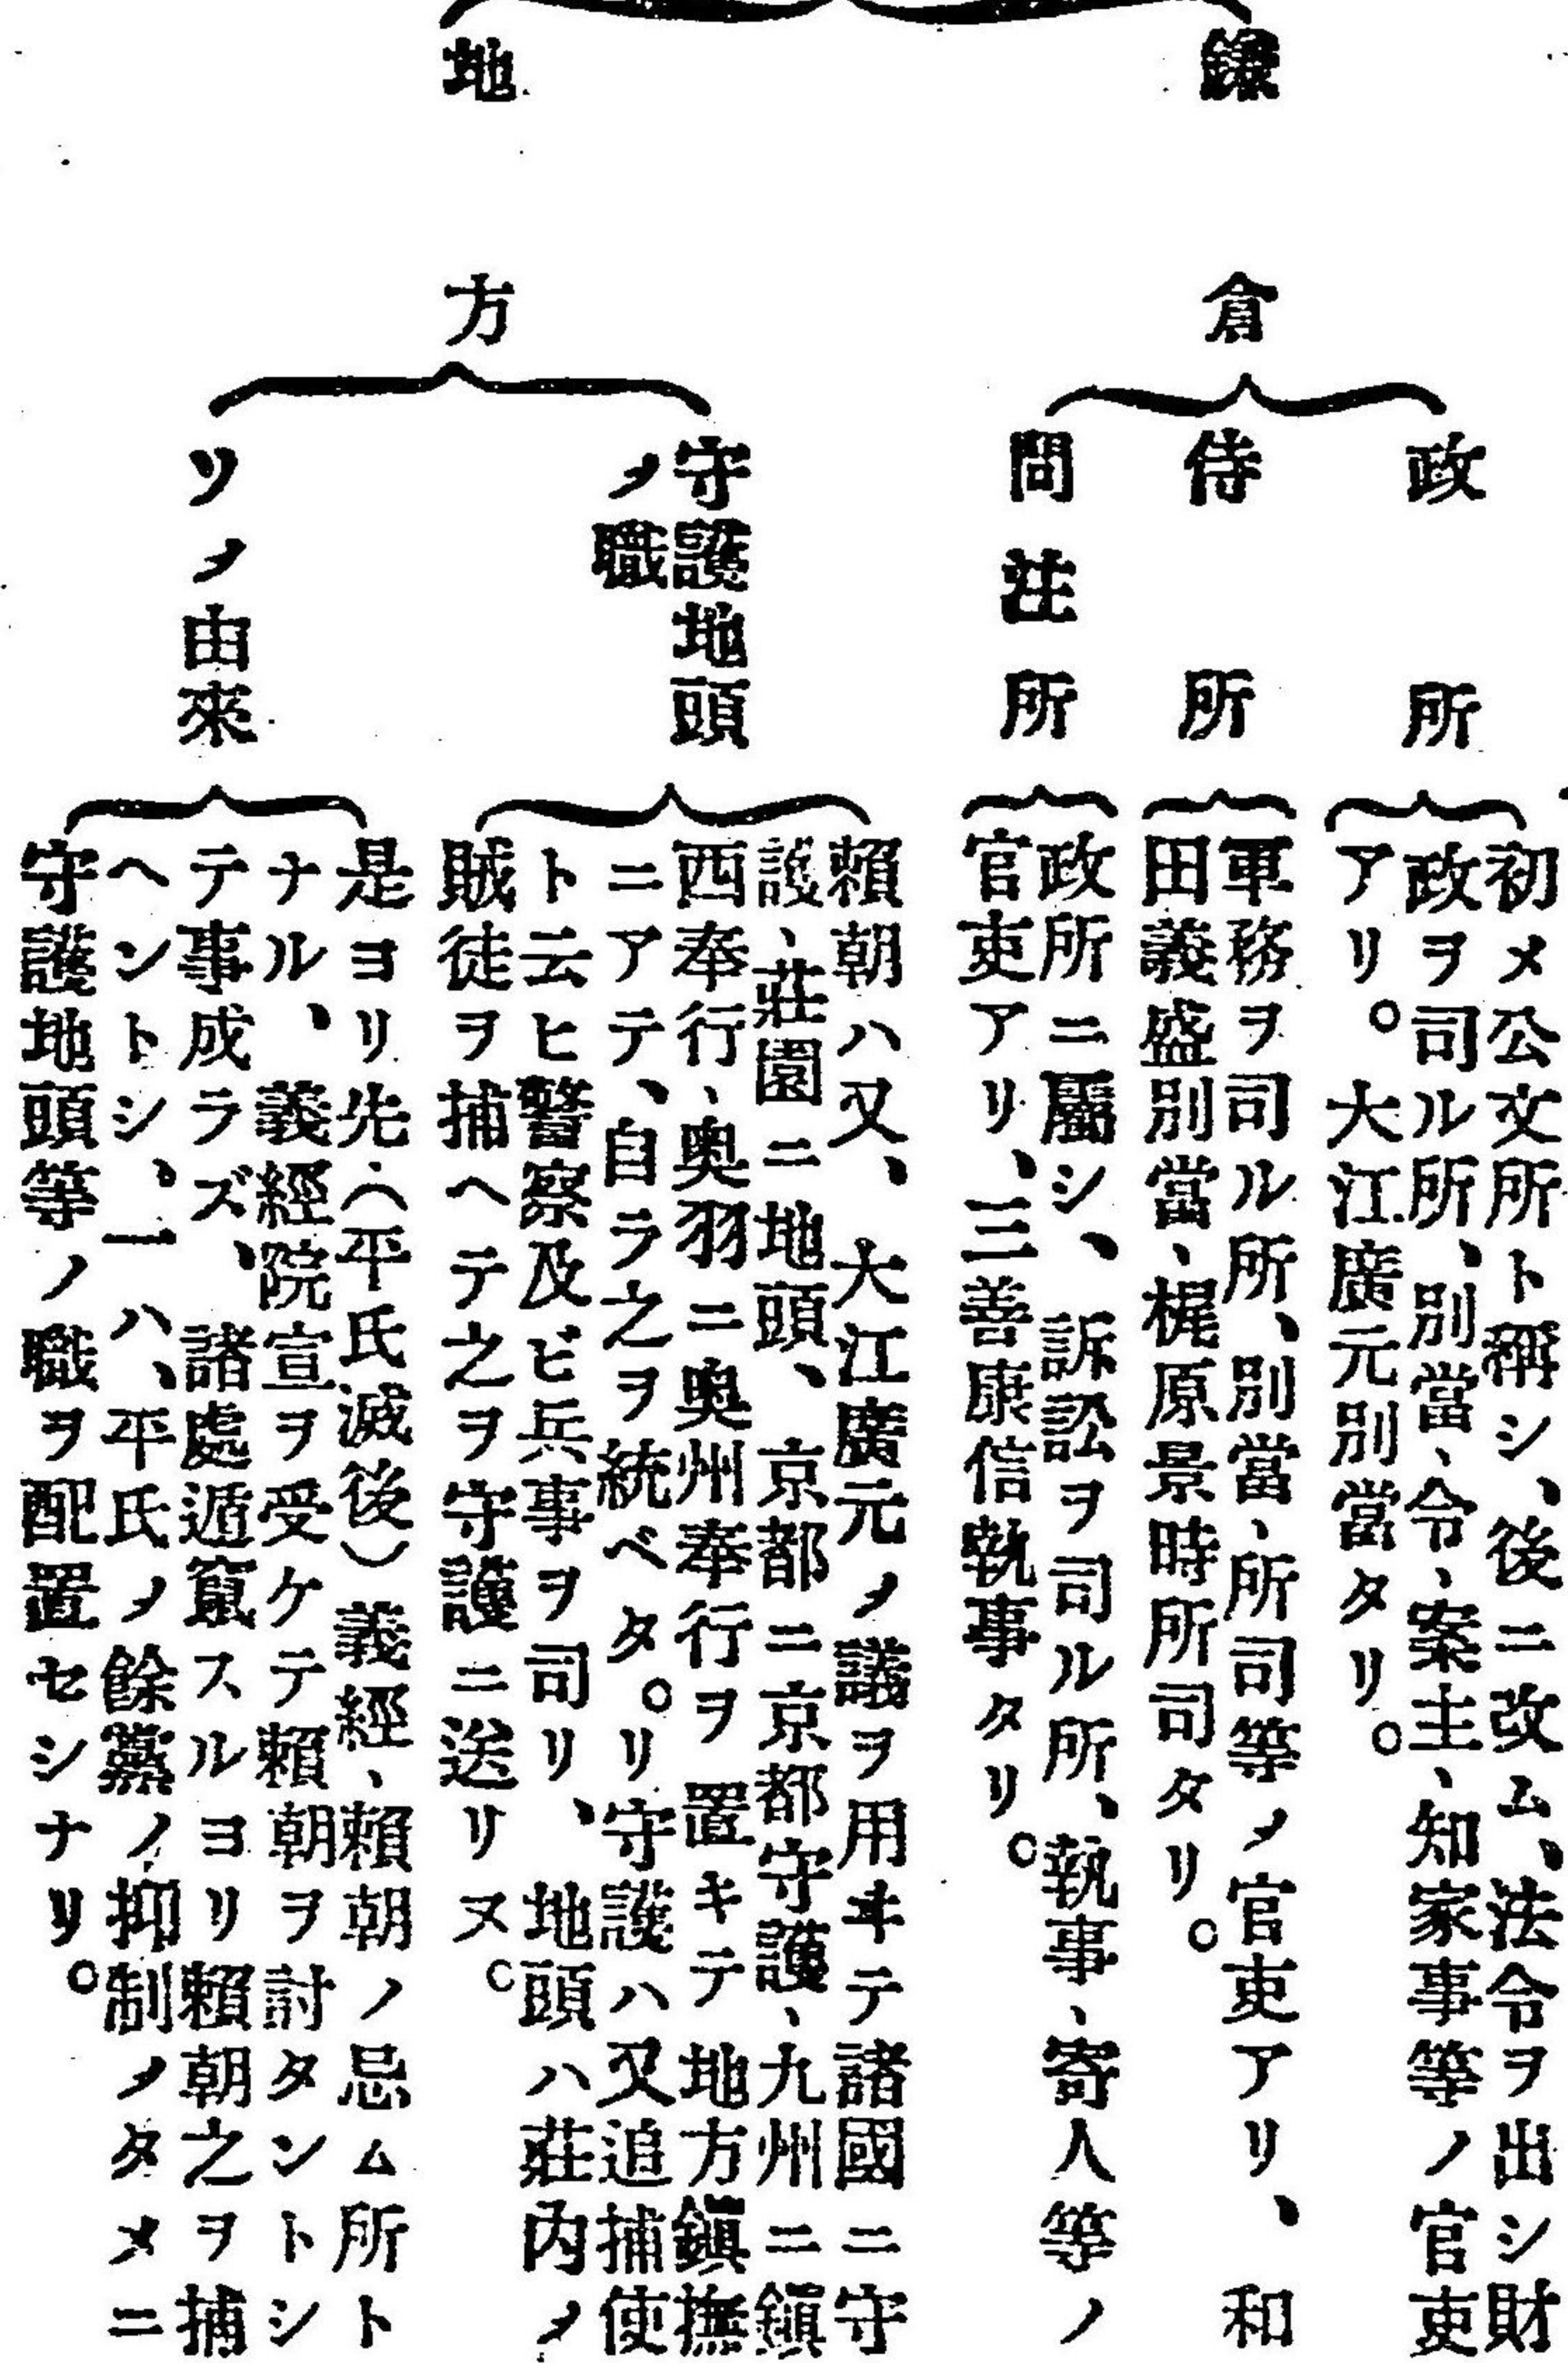 鎌倉
政所
初メ公文所ト稱シ、後ニ改ム、法令ヲ出シ財
政ヲ司ル所、別當、令、案主、知家事等ノ官吏
アリ。大江廣元別當タリ。
侍所
軍務ヲ司ル所、別當、所司等ノ官吏アリ、和
田義盛別當、梶原景時所司タリ。
問注所
政所ニ屬シ、訴訟ヲ司ル所、執事、寄人等ノ
官吏アリ、三善康信執事タリ。
地方
守護地頭
ノ職
賴朝ハ又、大江廣元ノ議ヲ用ヰテ諸國ニ守
護、莊園ニ地頭、京都ニ京都守護、九州ニ鎭
西奉行、奥羽ニ奥州奉行ヲ置キテ地方鎭撫
ニアテ、自ラ之ヲ統ベタ。リ守護ハ又追捕使
ト云ヒ警察及ビ兵事ヲ司リ、地頭ハ莊内ノ
賊徒ヲ捕ヘテ之ヲ守護ニ送リヌ。
リノ由來
是ヨリ先(平氏滅後)義經、賴朝ノ忌ム所ト
ナル、義經院宣ヲ受ケテ賴朝ヲ討タントシ
テ事成ラズ、諸處遁竄スルヨリ賴朝之ヲ捕
ヘントシ、一ハ、平氏ノ餘黨ノ抑制ノタメニ
守護地頭等ノ職ヲ配置セシナリ。